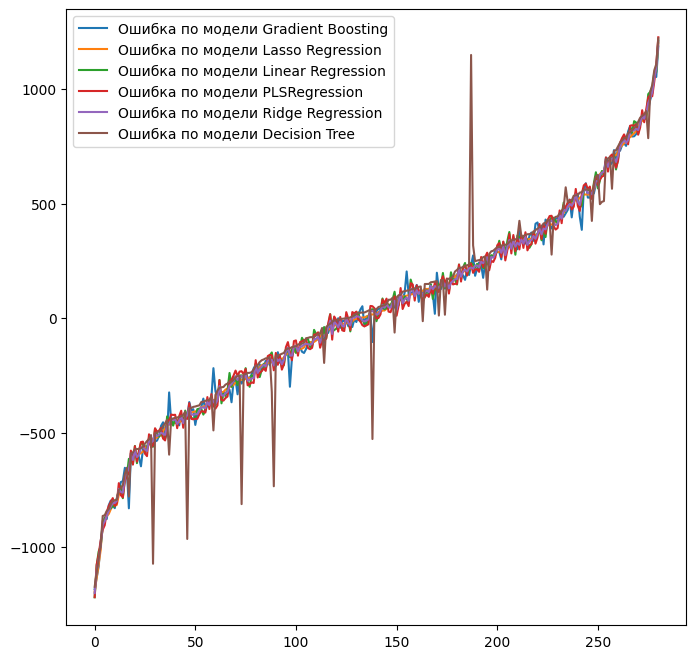 Ошибка по модели Gradient Boosting
Ошибка по модели Lasso Regression
Ошибка по модели Linear Regression
Ошибка по модели PLSRegression
Ошибка по модели Ridge Regression
Ошибка по модели Decision Tree
1000
500
0
−500
−1000
0 50 100 150 200 250